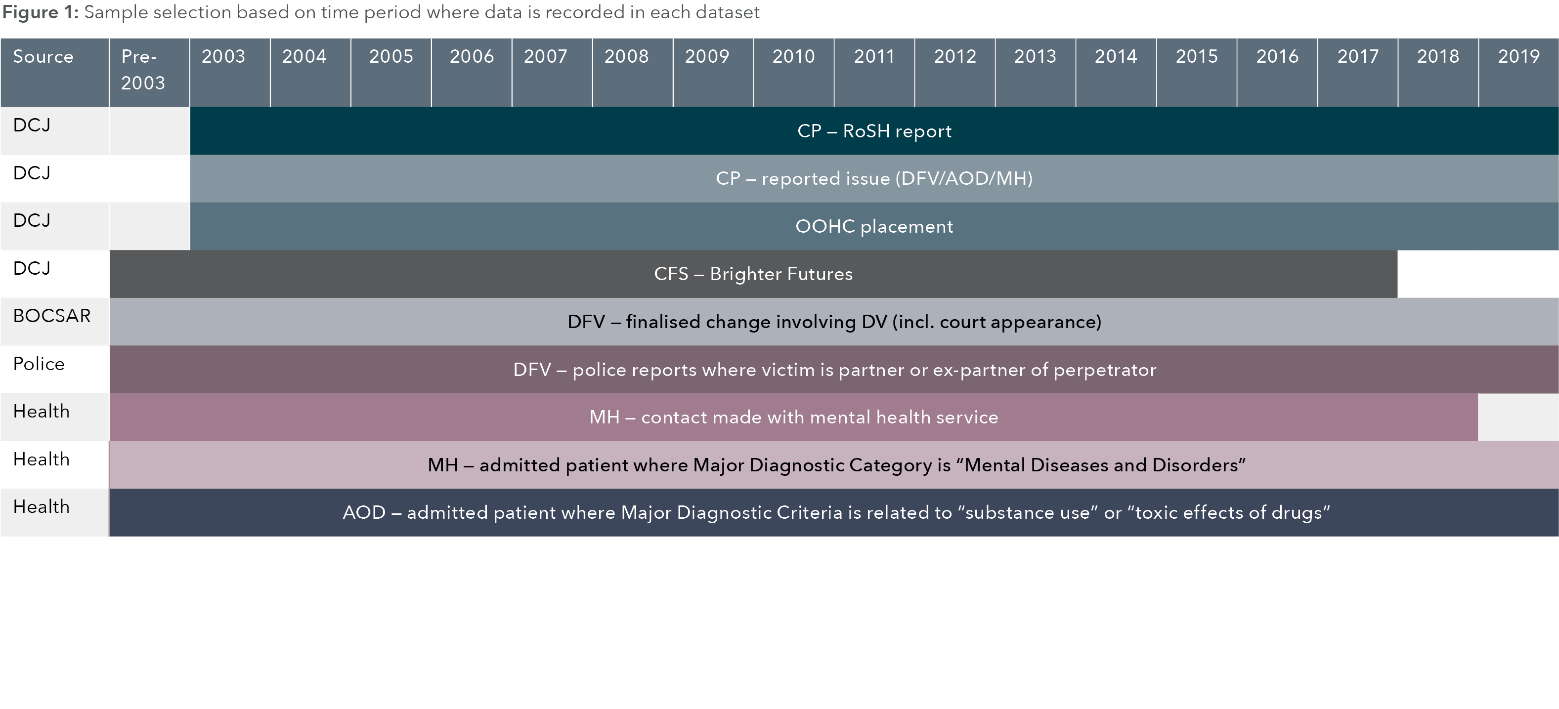 Figure 1: Sample selection based on time period where data is recorded in each dataset
Source Pre- 2003 2004 2005 2006 2007 2008 2009 2010 2011 2012 2013 2014 2015 2016 2017 2018 2019
2003
DCJ CP – RoSH report
DCJ CP – reported issue (DFV/AOD/MH)
DCJ OOHC placement
DCJ CFS – Brighter Futures
BOCSAR DFV – finalised change involving DV (incl. court appearance)
Police DFV – police reports where victim is partner or ex-partner of perpetrator
Health MH – contact made with mental health service
Health MH – admitted patient where Major Diagnostic Category is “Mental Diseases and Disorders”
Health AOD – admitted patient where Major Diagnostic Criteria is related to “substance use” or “toxic effects of drugs”